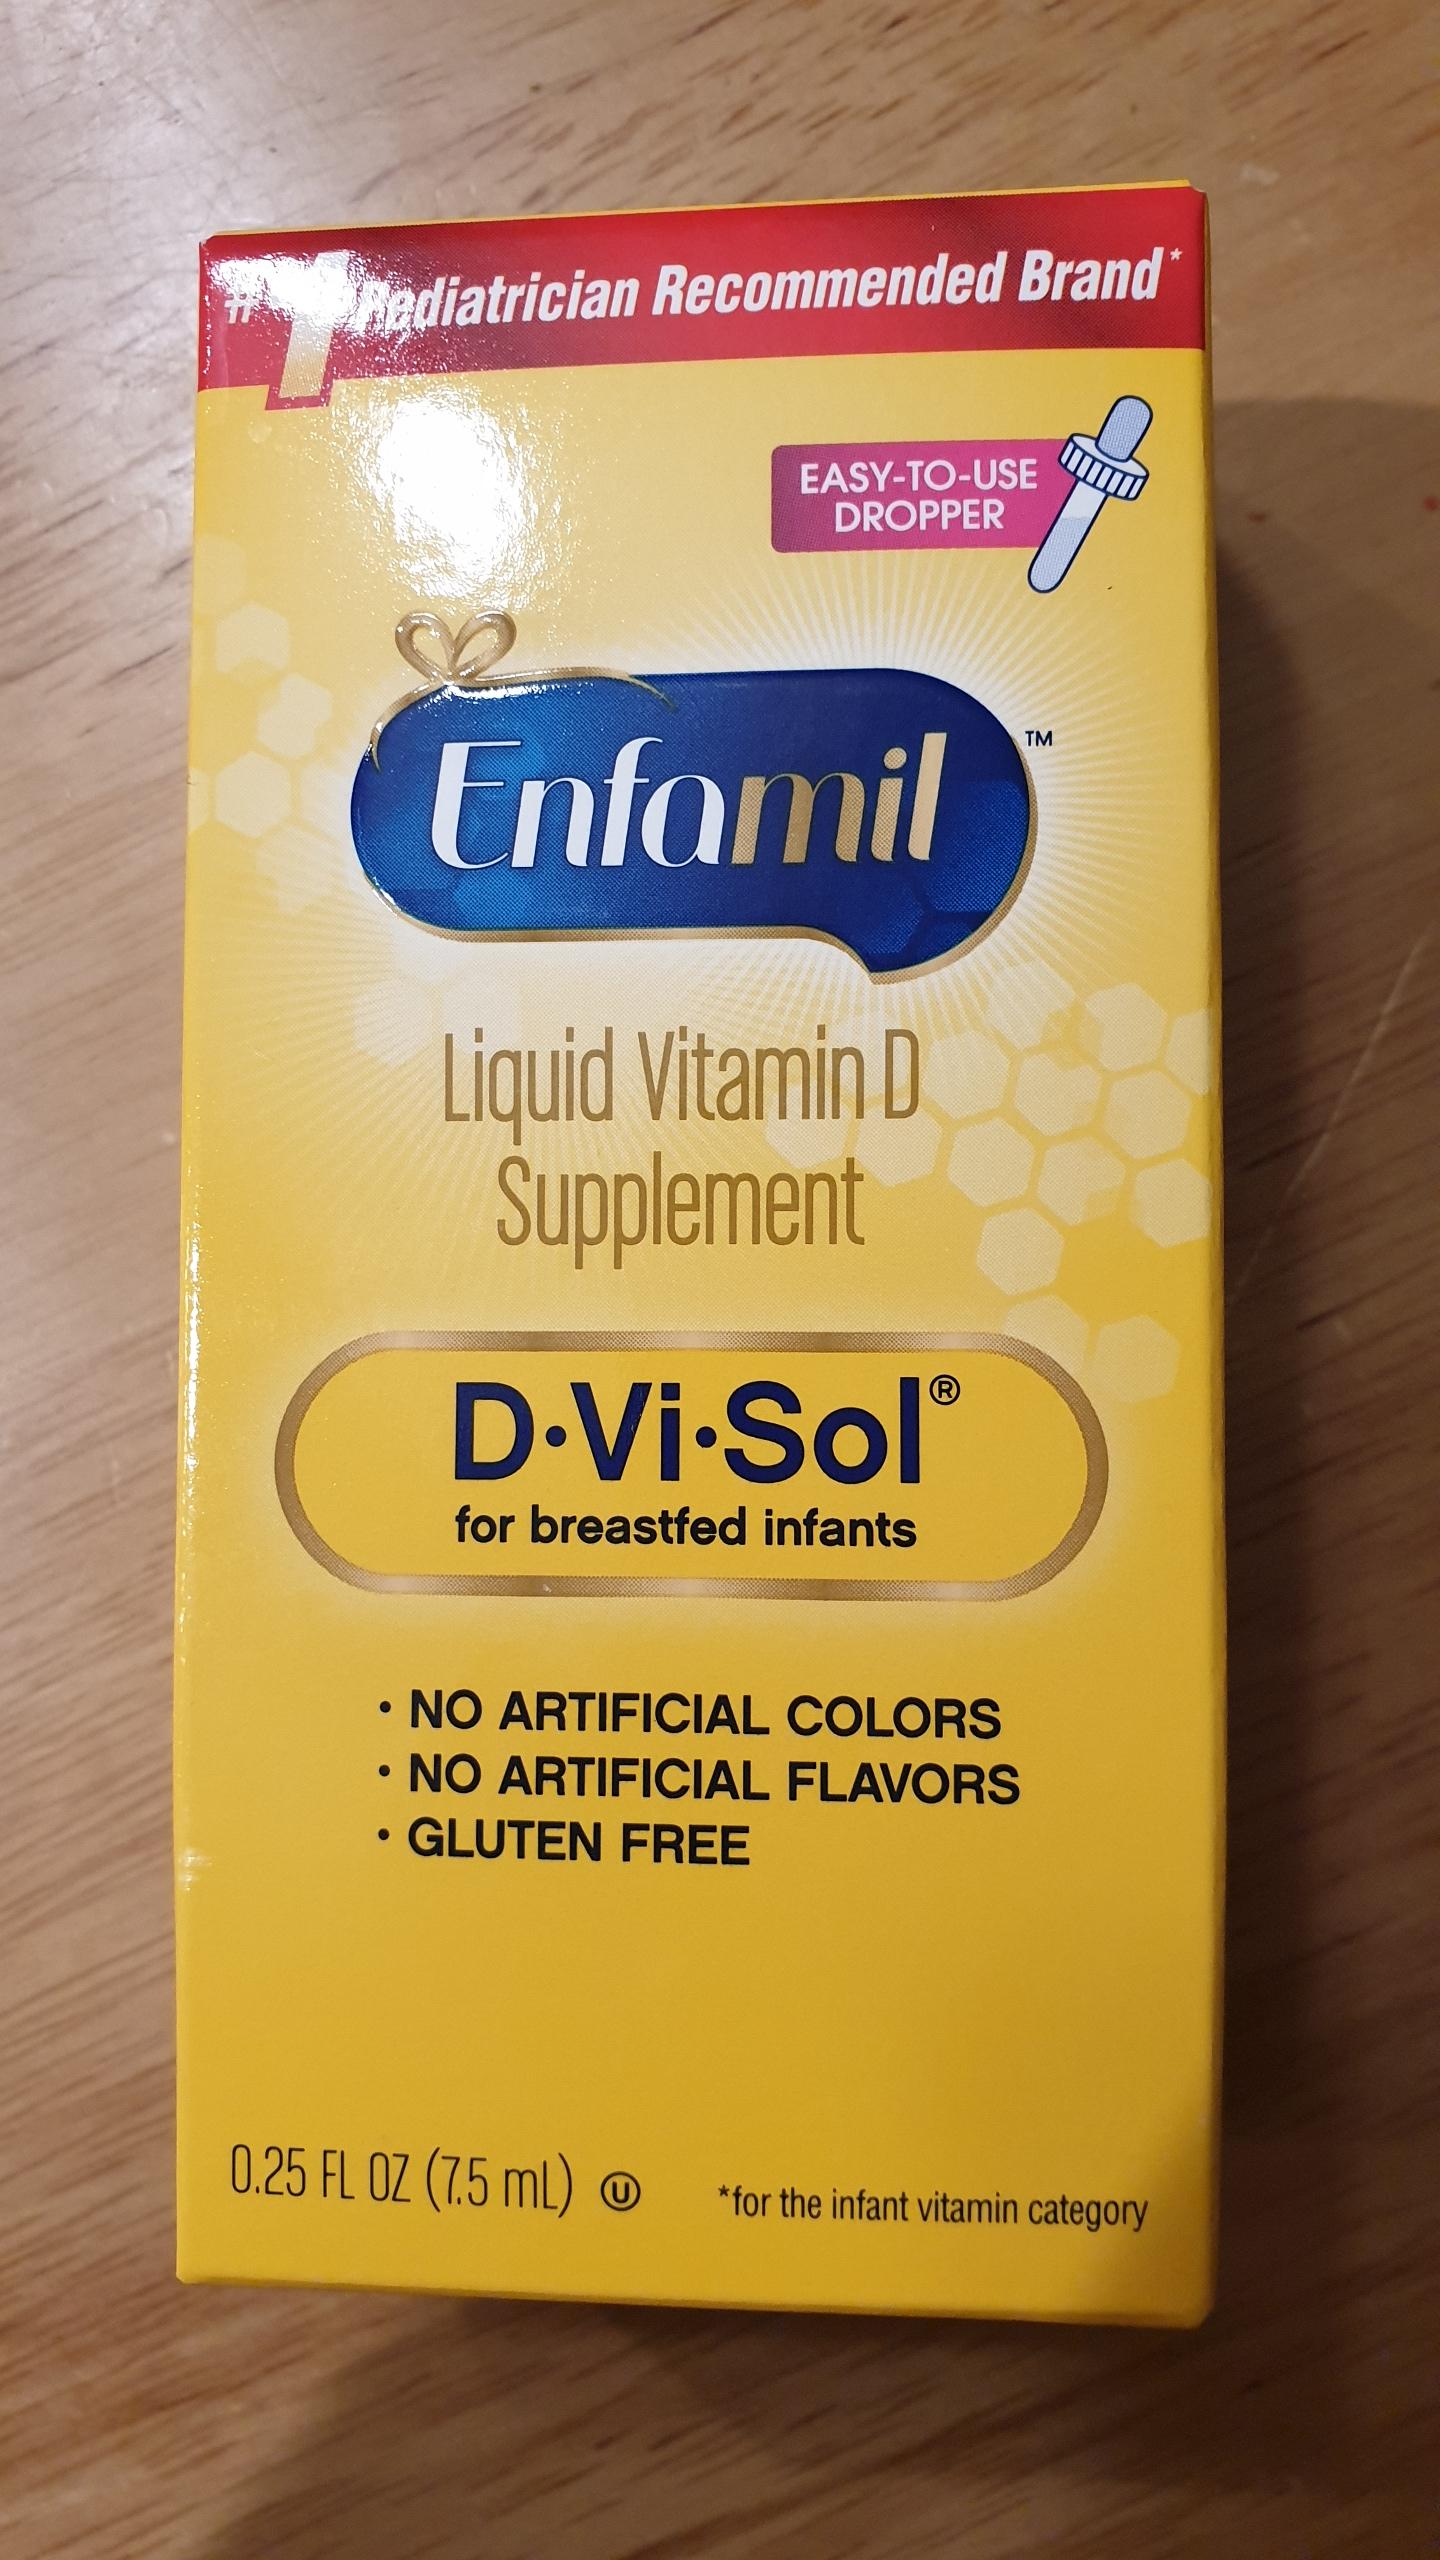 #1 Pediatrician Recommended Brand*
EASY-TO-USE
DROPPER
Enfamil™
Liquid Vitamin D
Supplement
D•Vi•Sol®
for breastfed infants
• NO ARTIFICIAL COLORS
• NO ARTIFICIAL FLAVORS
• GLUTEN FREE
0.25 FL OZ (7.5 mL) Ⓤ *for the infant vitamin category